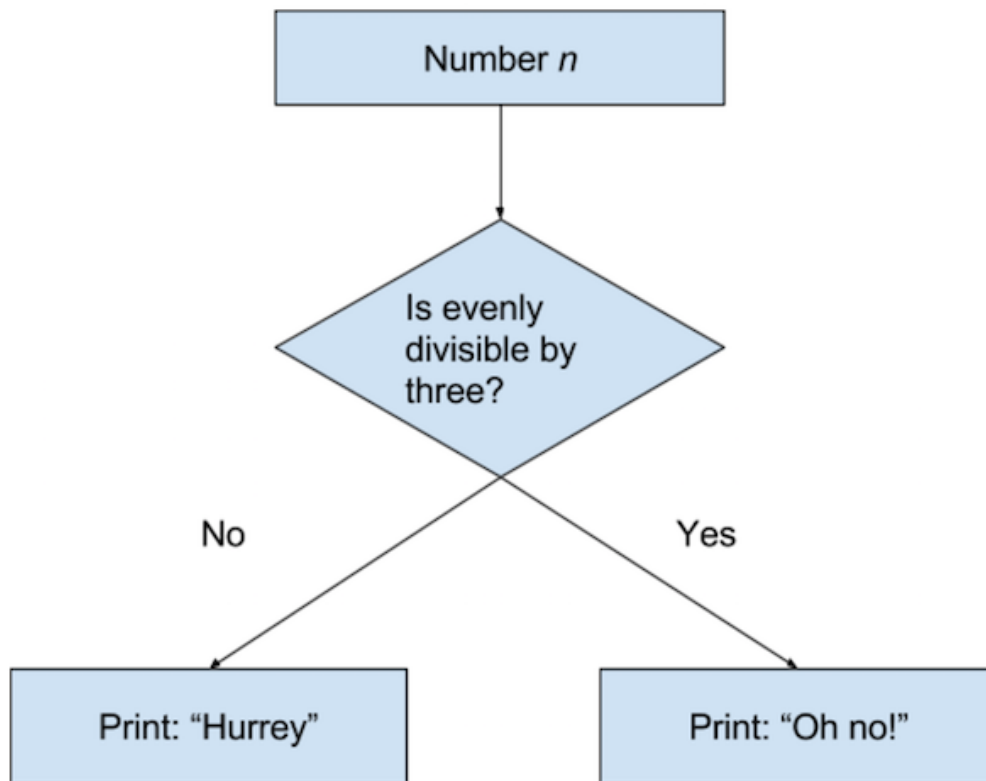 Number n
Is evenly
divisible by
three?
No
Yes
Print: “Hurrey”
Print: “Oh no!”